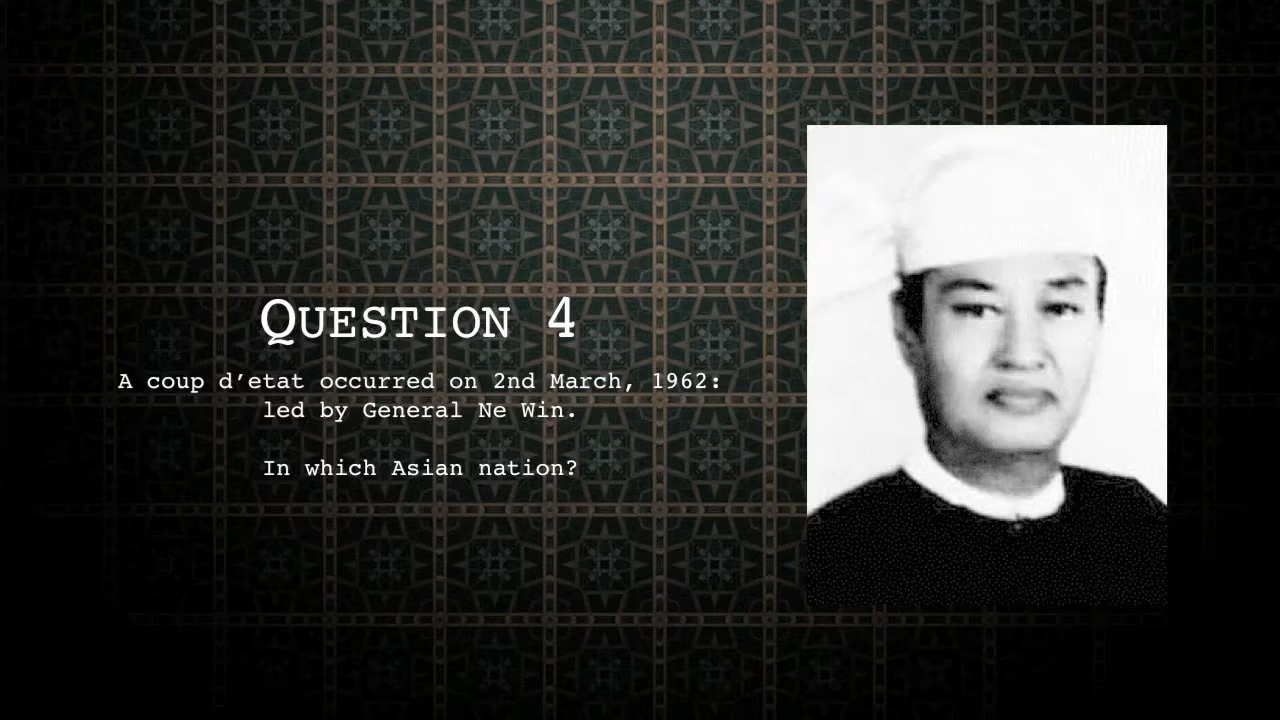 Question 4
A coup d’etat occurred on 2nd March, 1962:
led by General Ne Win.
In which Asian nation?